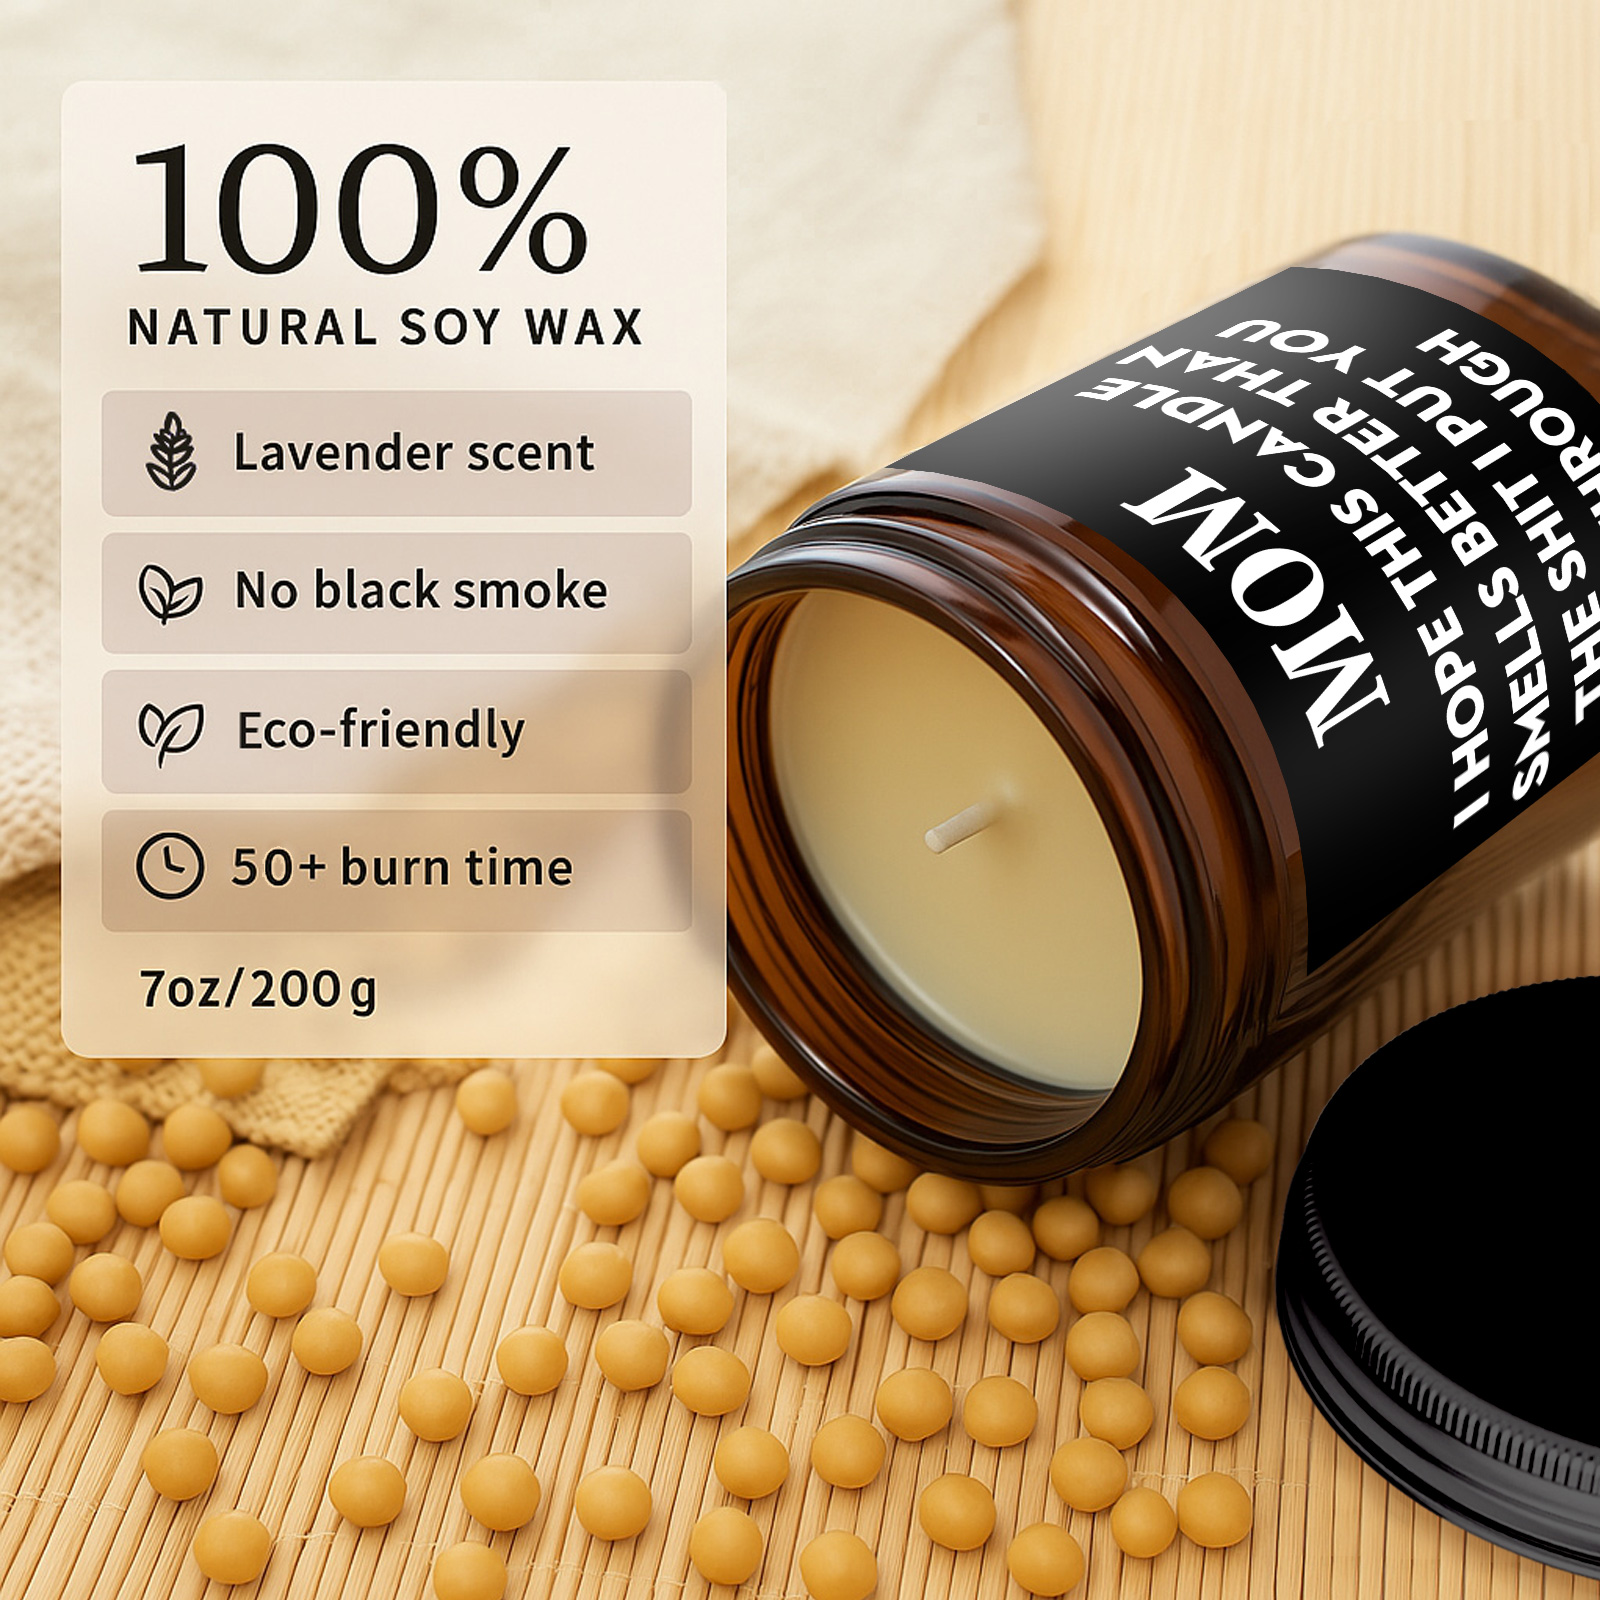 100%
NATURAL SOY WAX
Lavender scent
No black smoke
Eco-friendly
50+ burn time
7oz/200g
MOM
I HOPE THIS CANDLE
SMELLS BETTER THAN
THE SHIT I PUT YOU
THROUGH